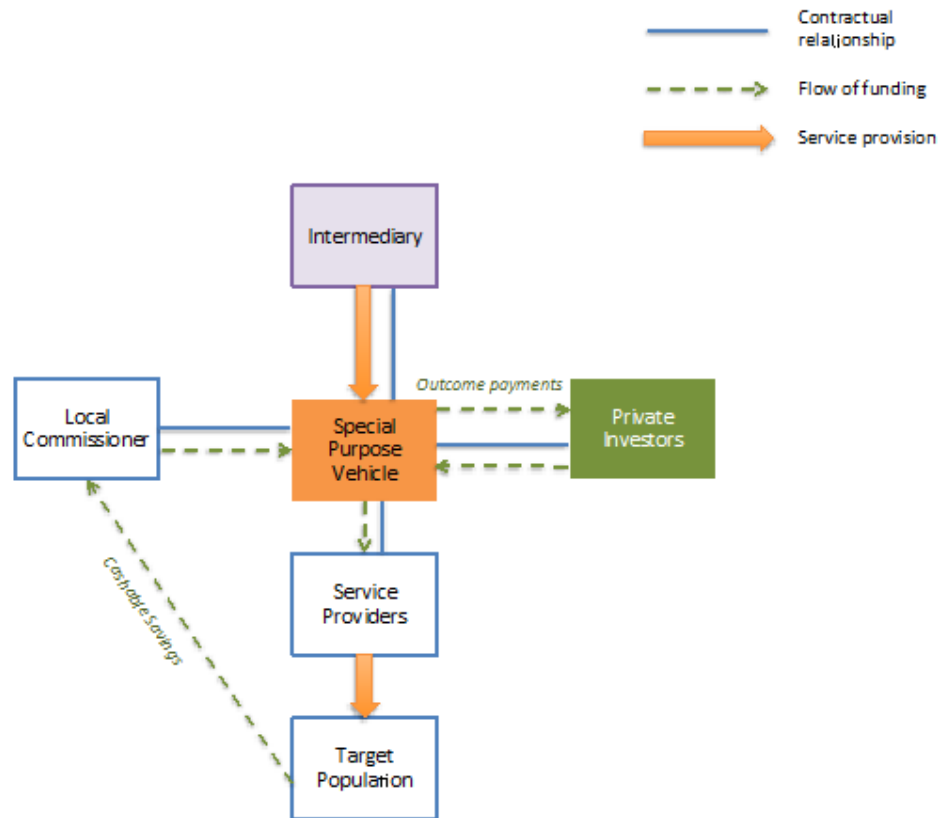 Contractual
relalionship
Flow of funding
Service provision
Intermediary
Outcome payments
Local
Commissioner
Special
Purpose
Vehicle
Private
Investors
Cashable Savings
Service
Providers
Target
Population